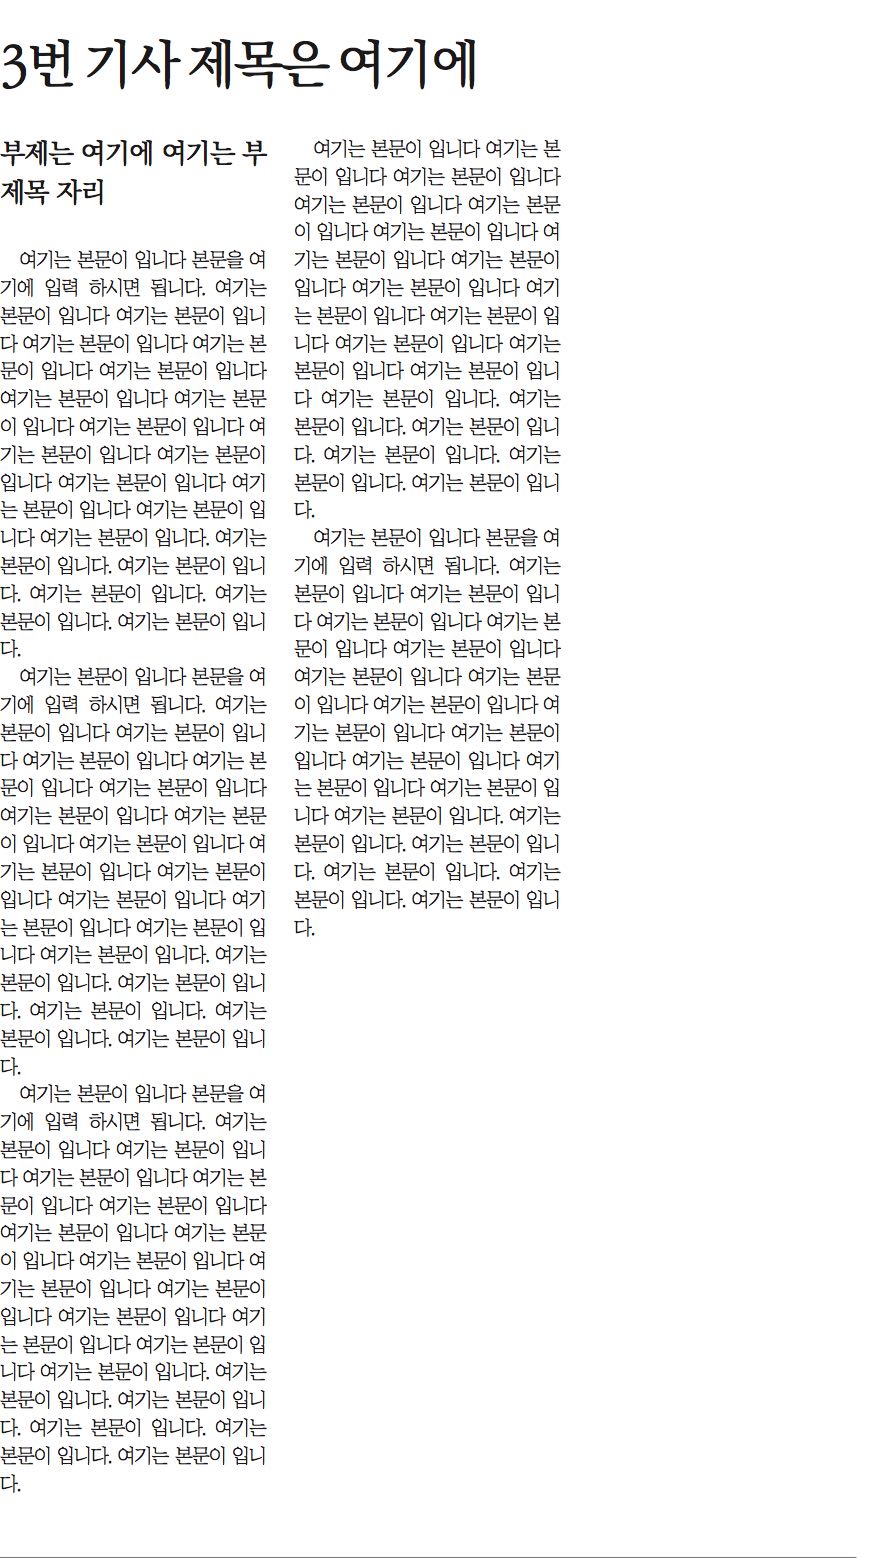 3번 기사 제목은 여기에
부제는 여기에 여기는 부
제목 자리
여기는 본문이 입니다 본문을 여
기에 입력 하시면 됩니다. 여기는
본문이 입니다 여기는 본문이 입니
다 여기는 본문이 입니다 여기는 본
문이 입니다 여기는 본문이 입니다
여기는 본문이 입니다 여기는 본문
이 입니다 여기는 본문이 입니다 여
기는 본문이 입니다 여기는 본문이
입니다 여기는 본문이 입니다 여기
는 본문이 입니다 여기는 본문이 입
니다 여기는 본문이 입니다. 여기는
본문이 입니다. 여기는 본문이 입니
다. 여기는 본문이 입니다. 여기는
본문이 입니다. 여기는 본문이 입니
다.
여기는 본문이 입니다 본문을 여
기에 입력 하시면 됩니다. 여기는
본문이 입니다 여기는 본문이 입니
다 여기는 본문이 입니다 여기는 본
문이 입니다 여기는 본문이 입니다
여기는 본문이 입니다 여기는 본문
이 입니다 여기는 본문이 입니다 여
기는 본문이 입니다 여기는 본문이
입니다 여기는 본문이 입니다 여기
는 본문이 입니다 여기는 본문이 입
니다 여기는 본문이 입니다. 여기는
본문이 입니다. 여기는 본문이 입니
다. 여기는 본문이 입니다. 여기는
본문이 입니다. 여기는 본문이 입니
다.
여기는 본문이 입니다 본문을 여
기에 입력 하시면 됩니다. 여기는
본문이 입니다 여기는 본문이 입니
다 여기는 본문이 입니다 여기는 본
문이 입니다 여기는 본문이 입니다
여기는 본문이 입니다 여기는 본문
이 입니다 여기는 본문이 입니다 여
기는 본문이 입니다 여기는 본문이
입니다 여기는 본문이 입니다 여기
는 본문이 입니다 여기는 본문이 입
니다 여기는 본문이 입니다. 여기는
본문이 입니다. 여기는 본문이 입니
다. 여기는 본문이 입니다. 여기는
본문이 입니다. 여기는 본문이 입니
다.
여기는 본문이 입니다 여기는 본
문이 입니다 여기는 본문이 입니다
여기는 본문이 입니다 여기는 본문
이 입니다 여기는 본문이 입니다 여
기는 본문이 입니다 여기는 본문이
입니다 여기는 본문이 입니다 여기
는 본문이 입니다 여기는 본문이 입
니다 여기는 본문이 입니다 여기는
본문이 입니다 여기는 본문이 입니
다 여기는 본문이 입니다. 여기는
본문이 입니다. 여기는 본문이 입니
다. 여기는 본문이 입니다. 여기는
본문이 입니다. 여기는 본문이 입니
다.
여기는 본문이 입니다 본문을 여
기에 입력 하시면 됩니다. 여기는
본문이 입니다 여기는 본문이 입니
다 여기는 본문이 입니다 여기는 본
문이 입니다 여기는 본문이 입니다
여기는 본문이 입니다 여기는 본문
이 입니다 여기는 본문이 입니다 여
기는 본문이 입니다 여기는 본문이
입니다 여기는 본문이 입니다 여기
는 본문이 입니다 여기는 본문이 입
니다 여기는 본문이 입니다. 여기는
본문이 입니다. 여기는 본문이 입니
다. 여기는 본문이 입니다. 여기는
본문이 입니다. 여기는 본문이 입니
다.